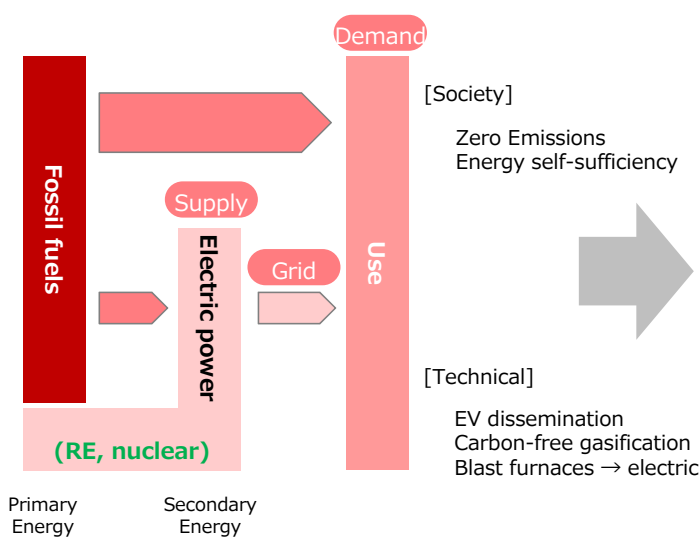 Demand
[Society]
Zero Emissions
Energy self-sufficiency
Fossil fuels
Supply
Electric power
Grid
Use
[Technical]
EV dissemination
Carbon-free gasification
Blast furnaces → electric
(RE, nuclear)
Primary
Energy
Secondary
Energy